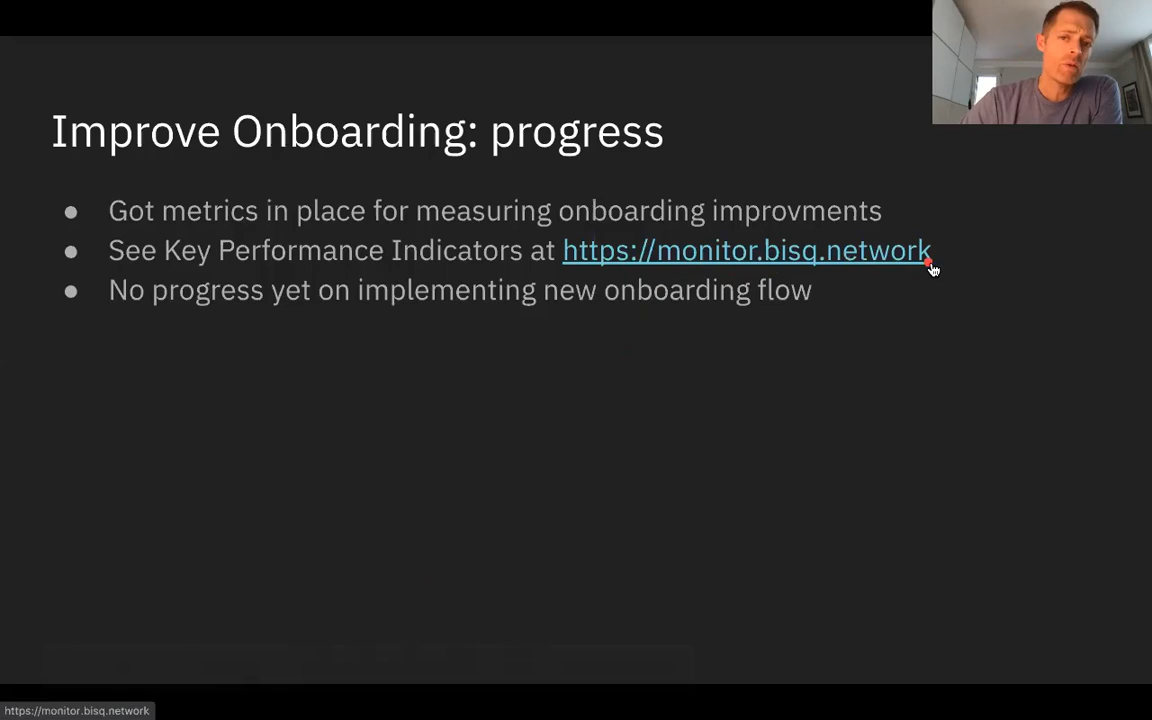 Improve Onboarding: progress
● Got metrics in place for measuring onboarding improvments
● See Key Performance Indicators at https://monitor.bisq.network
● No progress yet on implementing new onboarding flow
https://monitor.bisq.network